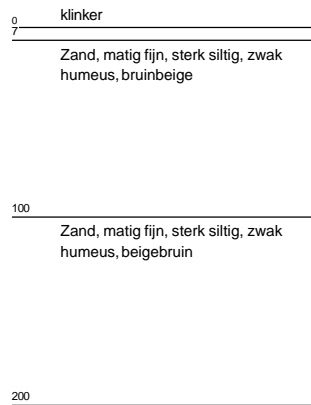 0 klinker
7
Zand, matig fijn, sterk siltig, zwak
humeus, bruinbeige
100
Zand, matig fijn, sterk siltig, zwak
humeus, beigebruin
200